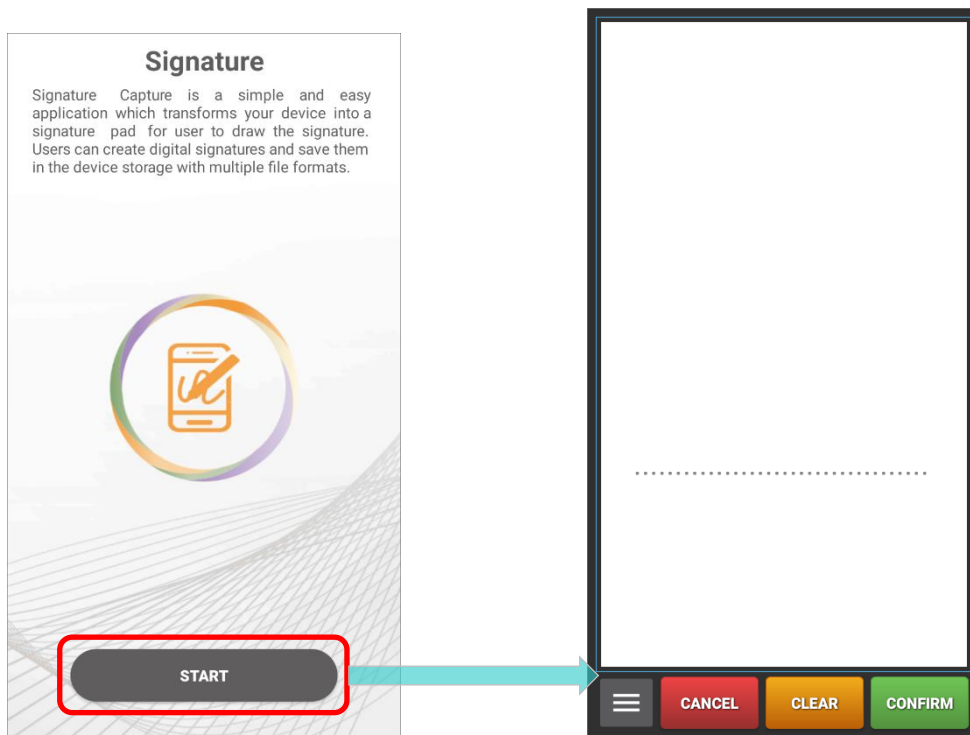 Signature
Signature Capture is a simple and easy
application which transforms your device into a
signature pad for user to draw the signature.
Users can create digital signatures and save them
in the device storage with multiple file formats.
START
CANCEL
CLEAR
CONFIRM